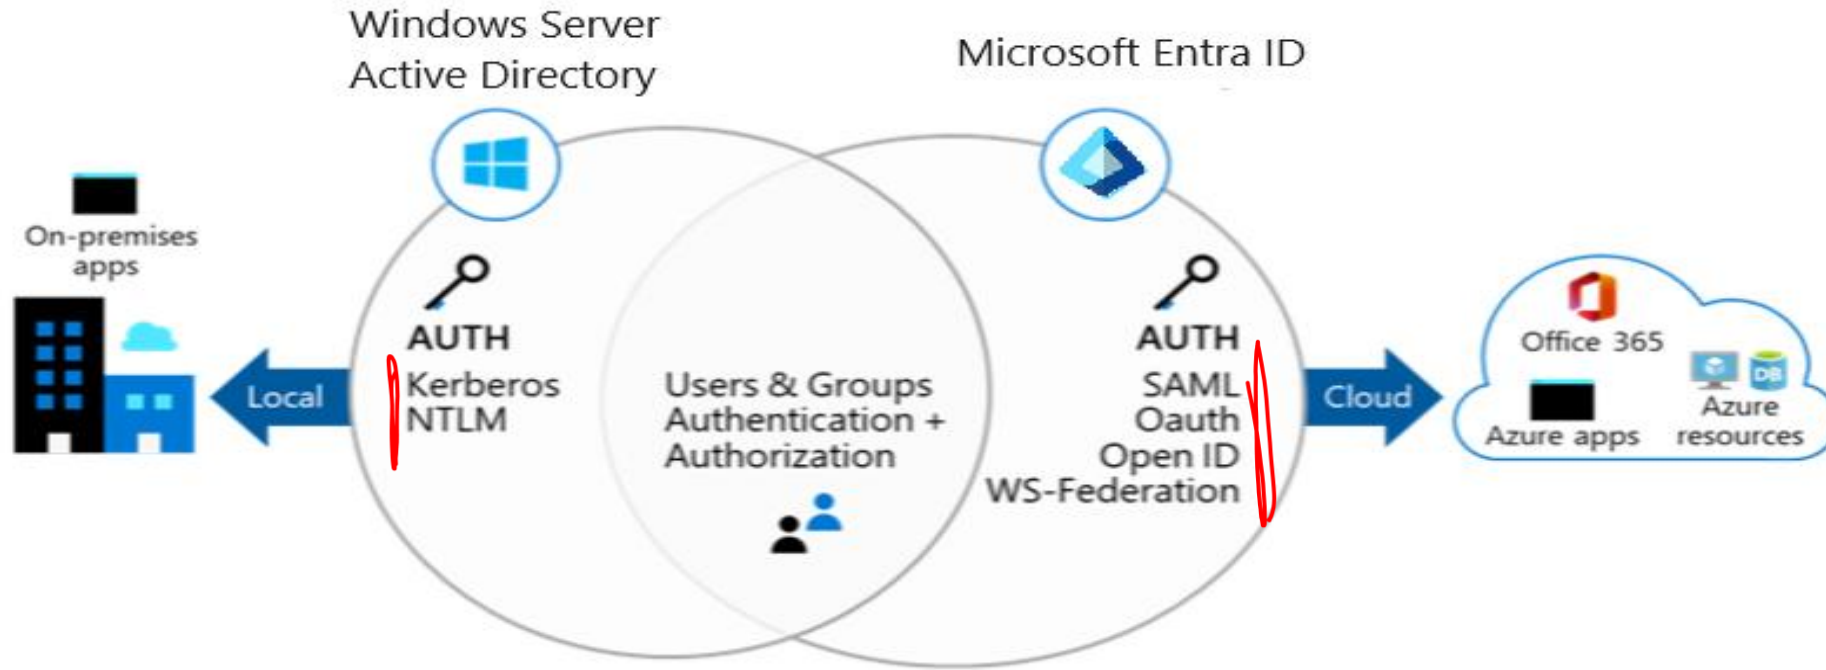 Windows Server
Active Directory
Microsoft Entra ID
On-premises
apps
Local
AUTH
Kerberos
NTLM
Users & Groups
Authentication +
Authorization
AUTH
SAML
Oauth
Open ID
WS-Federation
Cloud
Office 365
Azure apps
DB
Azure
resources